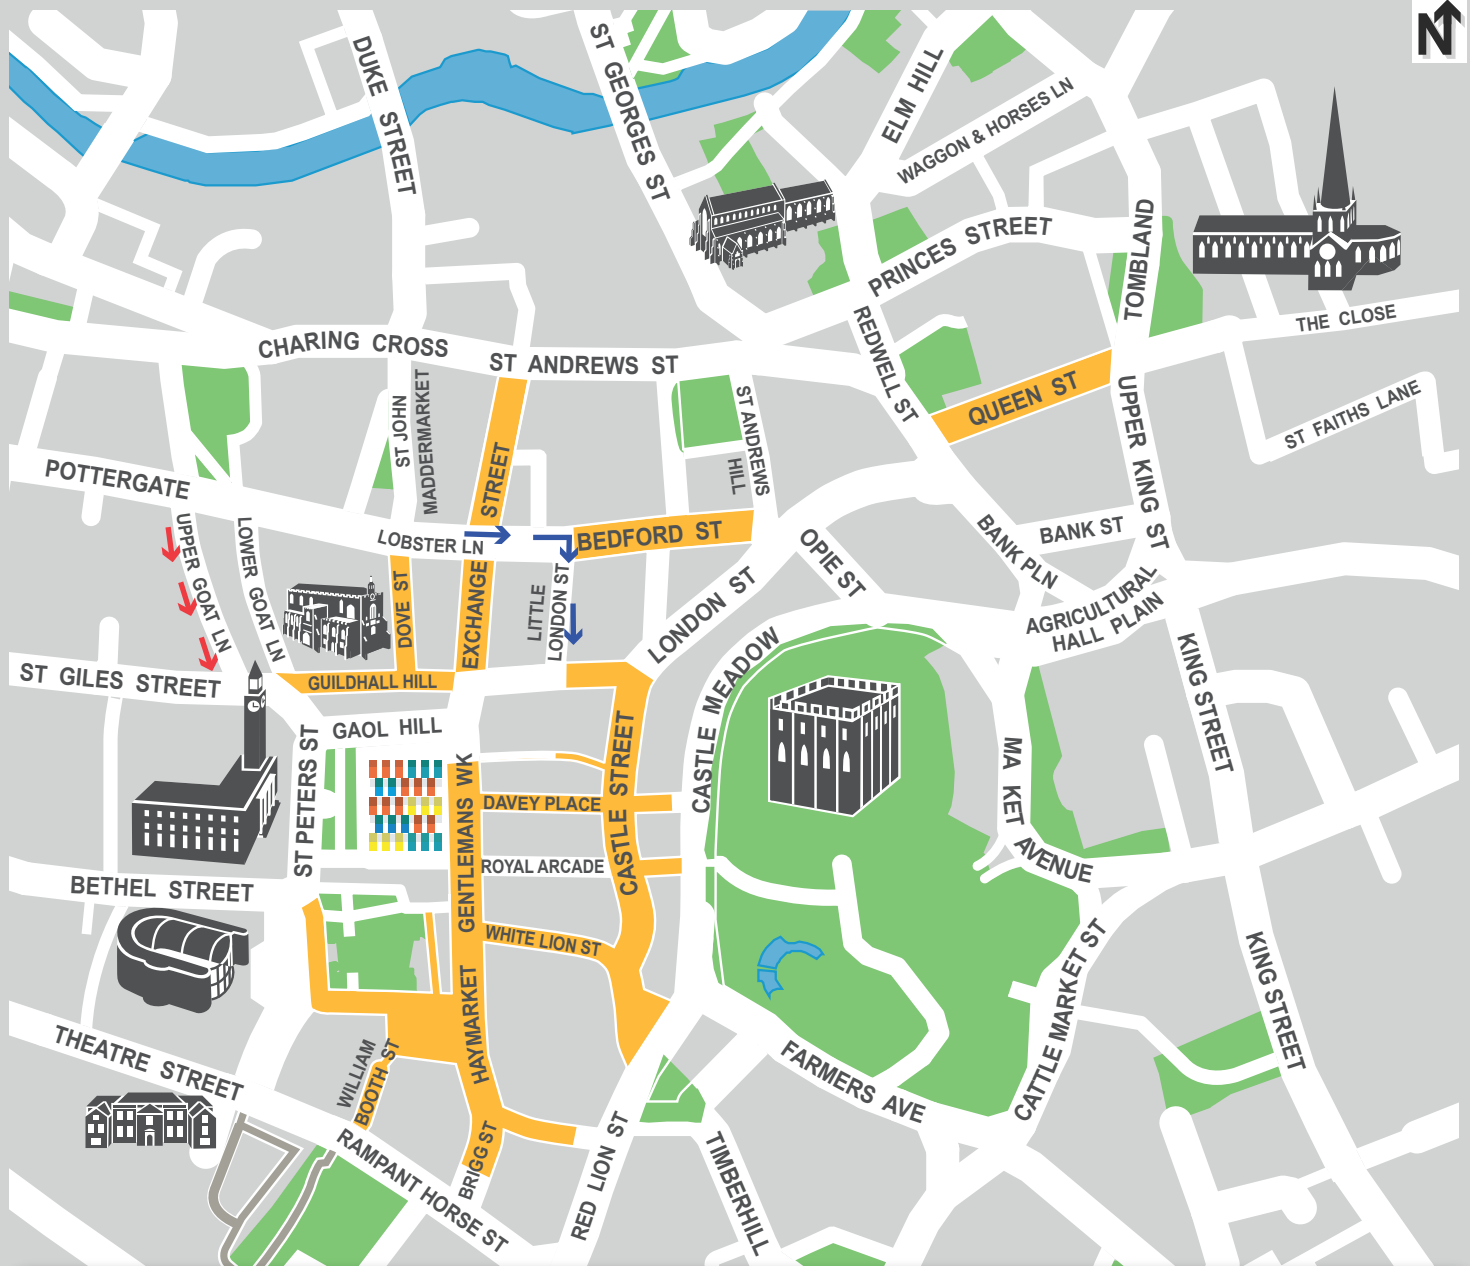 N
DUKE STREET
ST GEORGES ST
ELM HILL
WAGGON & HORSES LN
PRINCES STREET
TOMBLAND
THE CLOSE
CHARING CROSS
ST ANDREWS ST
REDWELL ST
QUEEN ST
UPPER KING ST
ST FAITHS LANE
ST JOHN
MADDERMARKET
ST ANDREWS
HILL
POTTERGATE
UPPER GOAT LN
LOWER GOAT LN
LOBSTER LN
EXCHANGE STREET
BEDFORD ST
OPIE ST
BANK PLN
BANK ST
AGRICULTURAL
HALL PLAIN
DOVE ST
LITTLE
LONDON ST
LONDON ST
CASTLE MEADOW
KING STREET
ST GILES STREET
GUILDHALL HILL
GAOL HILL
ST PETERS ST
GENTLEMANS WK
DAVEY PLACE
CASTLE STREET
MA KET
AVENUE
ROYAL ARCADE
BETHEL STREET
WHITE LION ST
CATTLE MARKET ST
KING STREET
HAYMARKET
THEATRE STREET
WILLIAM
BOOTH ST
FARMERS AVE
BRIGG ST
RAMPANT HORSE ST
RED LION ST
TIMBERHILL